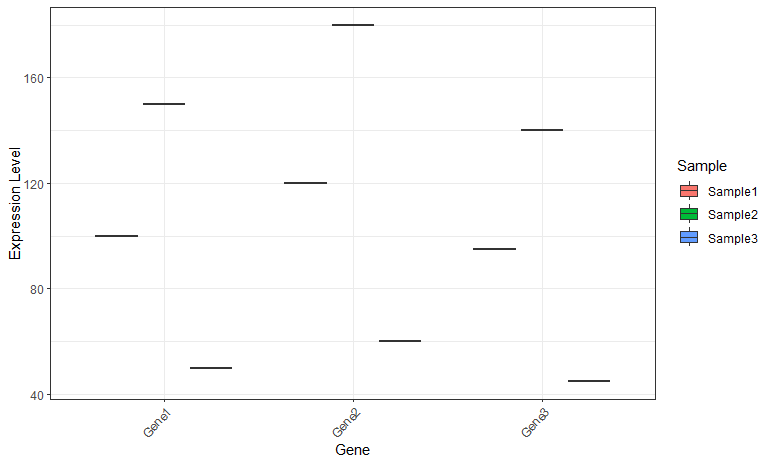 Expression Level
160
120
80
40
Gene1
Gene2
Gene3
Gene
Sample
Sample1
Sample2
Sample3